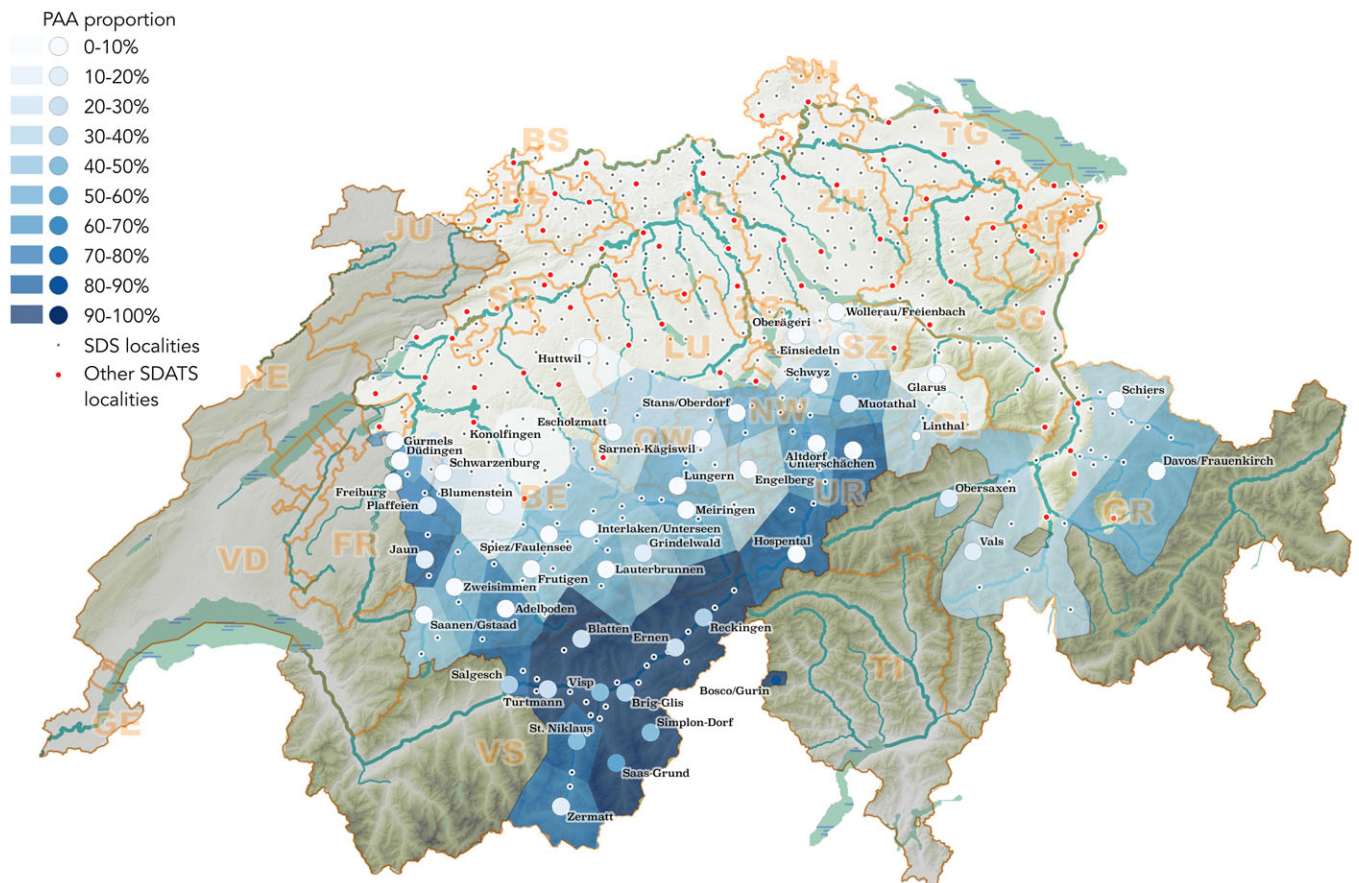 PAA proportion
0-10%
10-20%
20-30%
30-40%
40-50%
50-60%
60-70%
70-80%
80-90%
90-100%
SDS localities
Other SDATS
localities
SH
BS
TG
BL
AG
ZH
JU
AR
AI
SO
ZG
SG
Wollerau/Freienbach
Oberägeri
Einsiedeln
SZ
LU
Huttwil
NE
Schwyz
Glarus
Schiers
Stans/Oberdorf
NW
Muotathal
Escholzmatt
Linthal
GL
Konolfingen
OW
Gurmels
Düdingen
Sarnen-Kägiswil
Altdorf
Unterschächen
Schwarzenburg
Davos/Frauenkirch
Lungern
Engelberg
Freiburg
Blumenstein
BE
UR
Obersaxen
Plaffeien
Meiringen
GR
Interlaken/Unterseen
FR
VD
Spiez/Faulensee
Grindelwald
Hospental
Vals
Jaun
Lauterbrunnen
Frutigen
Zweisimmen
Adelboden
Saanen/Gstaad
Reckingen
Blatten
Ernen
TI
Salgesch
Visp
Bosco/Gurin
Turtmann
Brig-Glis
GE
Simplon-Dorf
St. Niklaus
VS
Saas-Grund
Zermatt